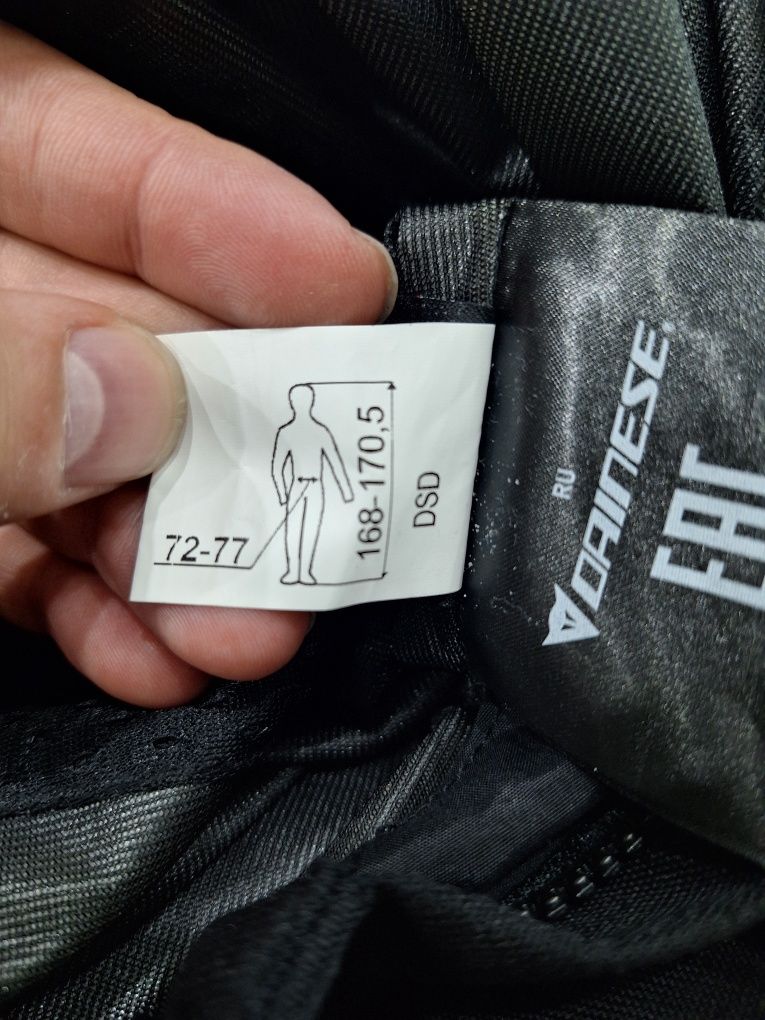 72-77
168-170,5
DSD
RU
DAINESE®
EAC